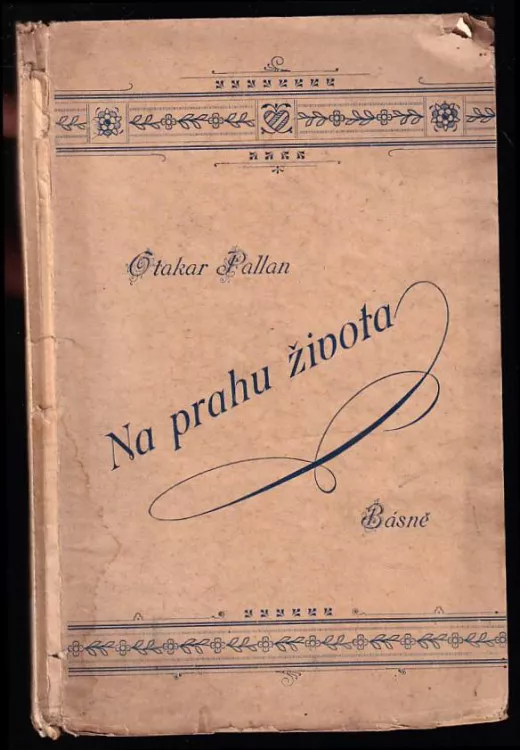 Otakar Pallan
Na prahu života
Básně